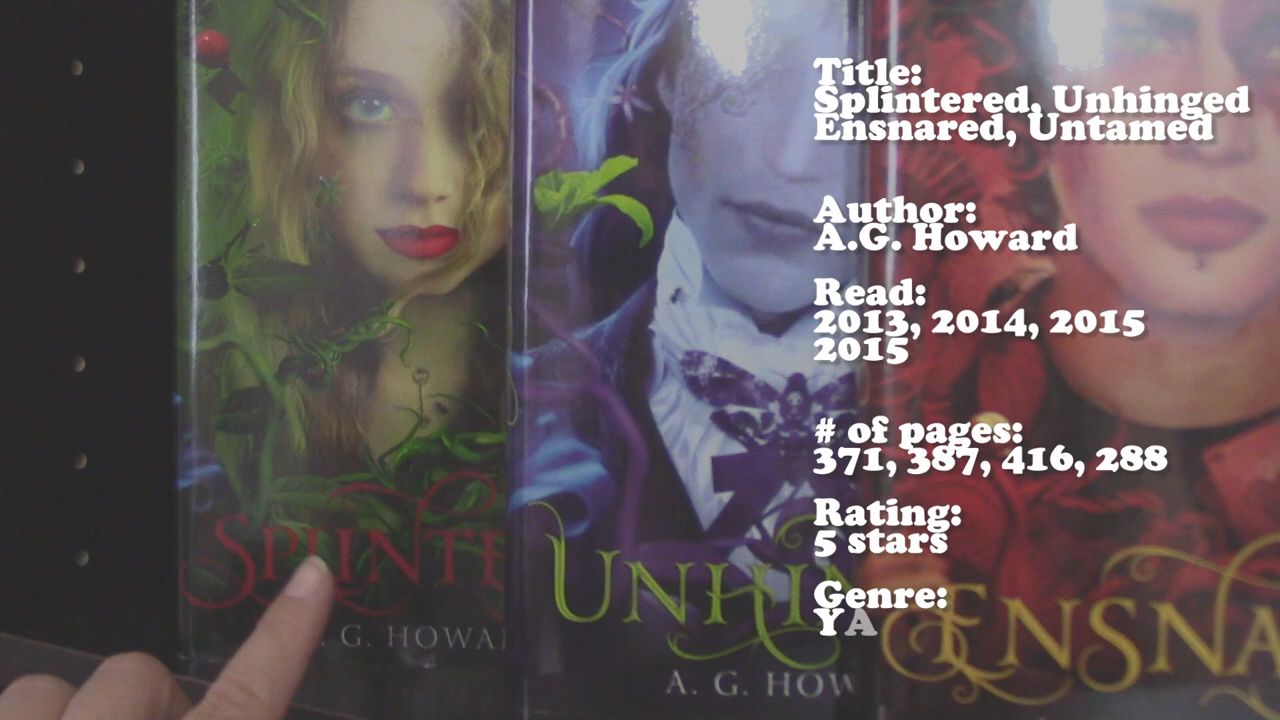 Title:
Splintered, Unhinged
Ensnared, Untamed
Author:
A.G. Howard
Read:
2013, 2014, 2015
2015
# of pages:
371, 387, 416, 288
Rating:
5 stars
Genre:
YA
SPLINTE
. G. HOWA
UNHIN
A. G. HOW
ENSNA